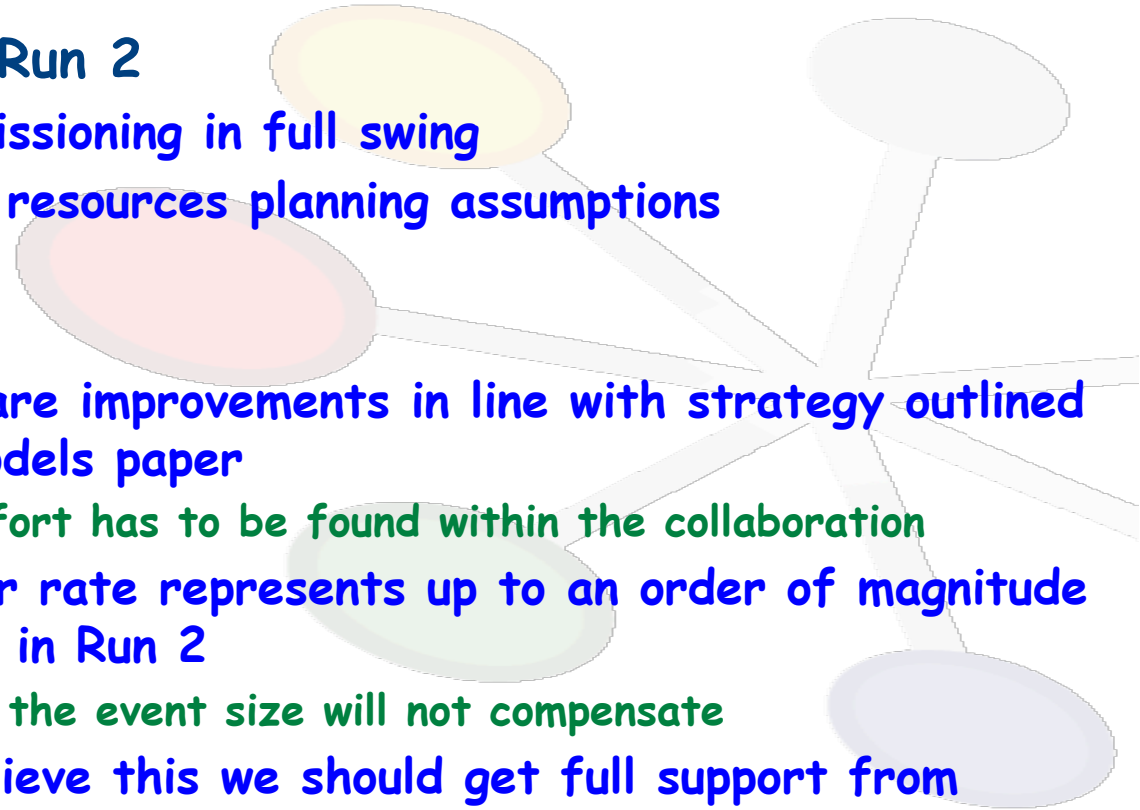 Run 2
issioning in full swing
resources planning assumptions
are improvements in line with strategy outlined
odels paper
fort has to be found within the collaboration
r rate represents up to an order of magnitude
in Run 2
the event size will not compensate
ieve this we should get full support from